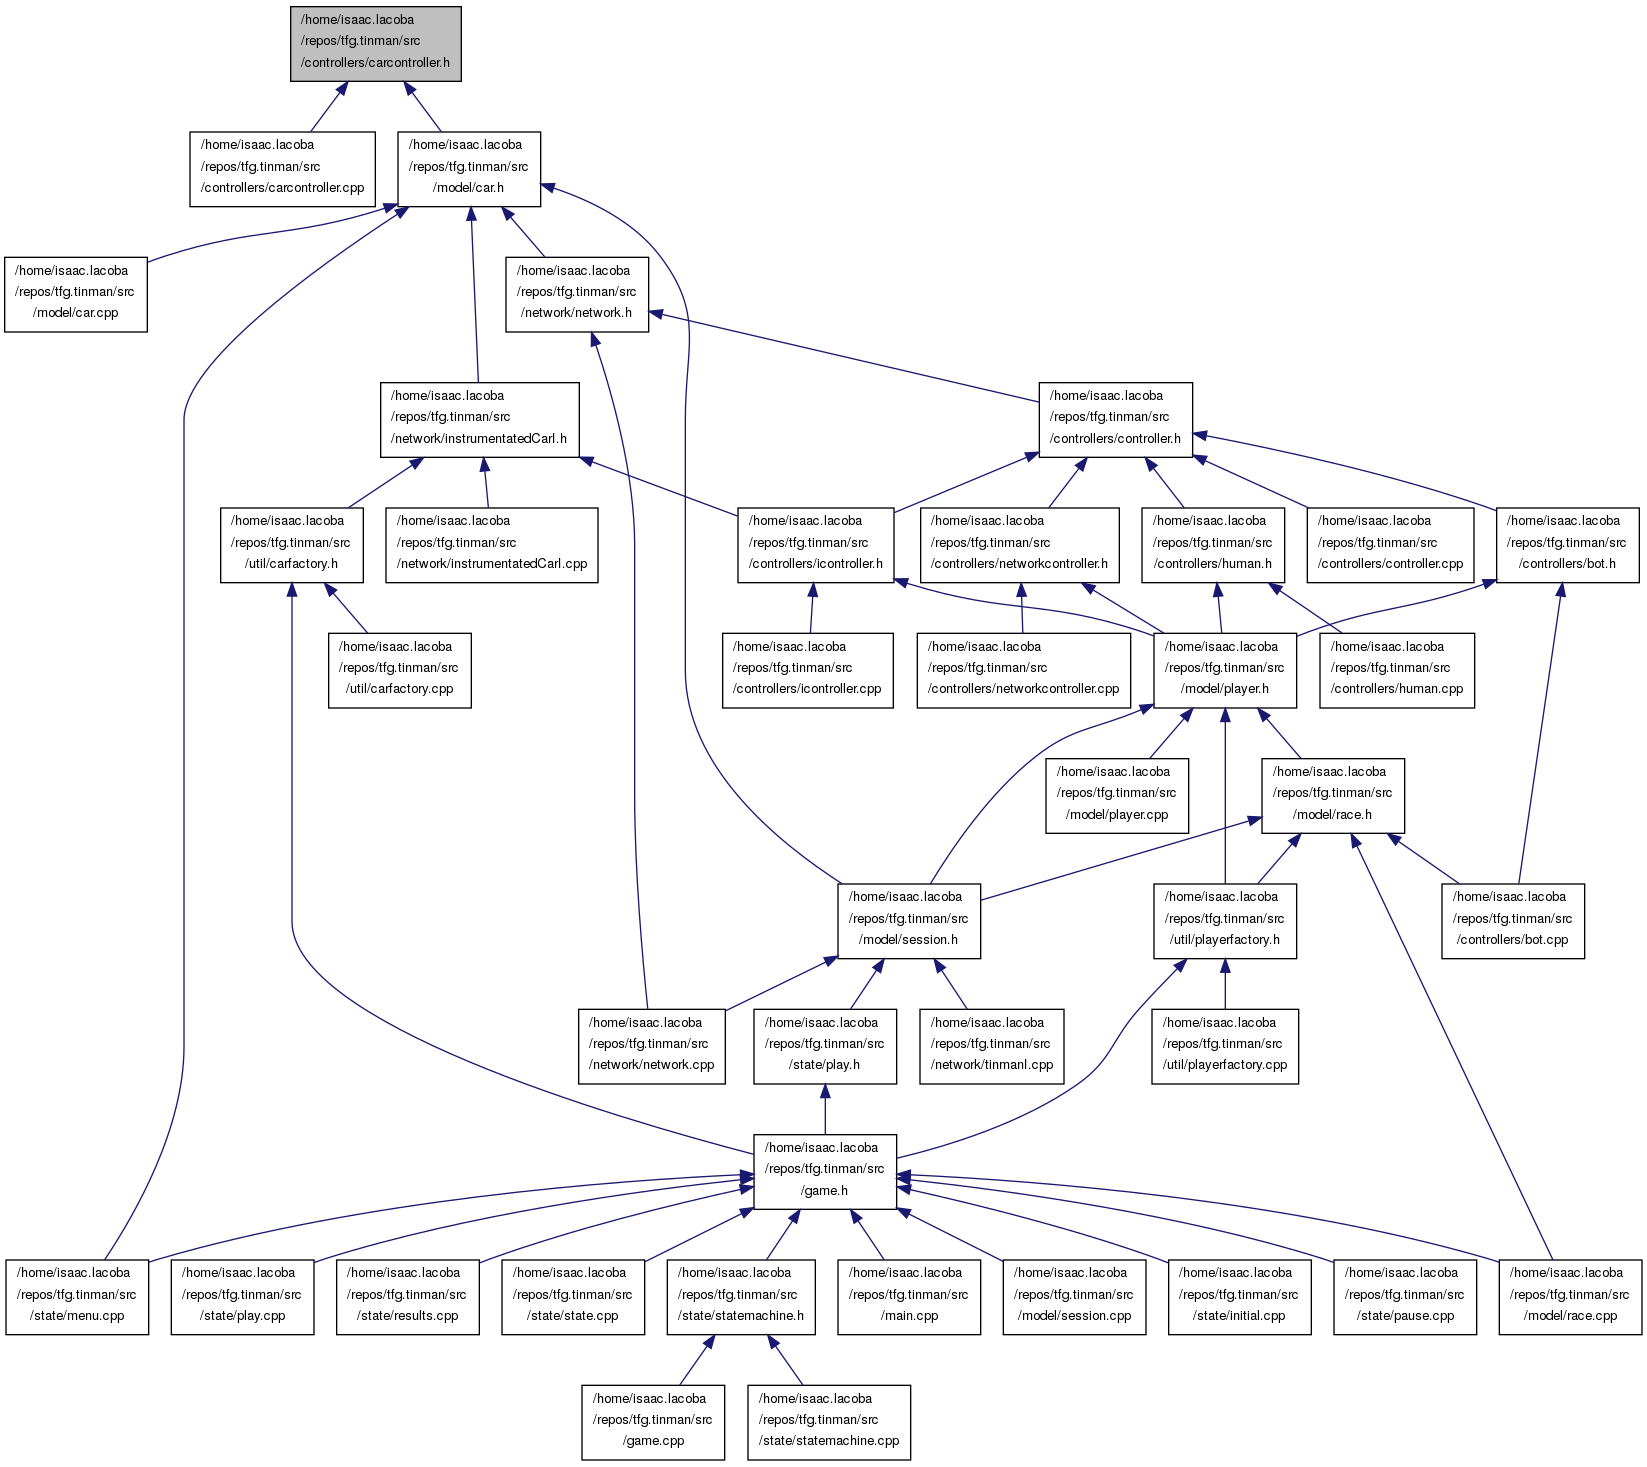 /home/isaac.lacoba
/repos/tfg.tinman/src
/controllers/carcontroller.h
/home/isaac.lacoba
/repos/tfg.tinman/src
/controllers/carcontroller.cpp
/home/isaac.lacoba
/repos/tfg.tinman/src
/model/car.h
/home/isaac.lacoba
/repos/tfg.tinman/src
/model/car.cpp
/home/isaac.lacoba
/repos/tfg.tinman/src
/network/network.h
/home/isaac.lacoba
/repos/tfg.tinman/src
/network/instrumentatedCarI.h
/home/isaac.lacoba
/repos/tfg.tinman/src
/controllers/controller.h
/home/isaac.lacoba
/repos/tfg.tinman/src
/util/carfactory.h
/home/isaac.lacoba
/repos/tfg.tinman/src
/network/instrumentatedCarI.cpp
/home/isaac.lacoba
/repos/tfg.tinman/src
/controllers/icontroller.h
/home/isaac.lacoba
/repos/tfg.tinman/src
/controllers/networkcontroller.h
/home/isaac.lacoba
/repos/tfg.tinman/src
/controllers/human.h
/home/isaac.lacoba
/repos/tfg.tinman/src
/controllers/controller.cpp
/home/isaac.lacoba
/repos/tfg.tinman/src
/controllers/bot.h
/home/isaac.lacoba
/repos/tfg.tinman/src
/util/carfactory.cpp
/home/isaac.lacoba
/repos/tfg.tinman/src
/controllers/icontroller.cpp
/home/isaac.lacoba
/repos/tfg.tinman/src
/controllers/networkcontroller.cpp
/home/isaac.lacoba
/repos/tfg.tinman/src
/model/player.h
/home/isaac.lacoba
/repos/tfg.tinman/src
/controllers/human.cpp
/home/isaac.lacoba
/repos/tfg.tinman/src
/model/player.cpp
/home/isaac.lacoba
/repos/tfg.tinman/src
/model/race.h
/home/isaac.lacoba
/repos/tfg.tinman/src
/model/session.h
/home/isaac.lacoba
/repos/tfg.tinman/src
/util/playerfactory.h
/home/isaac.lacoba
/repos/tfg.tinman/src
/controllers/bot.cpp
/home/isaac.lacoba
/repos/tfg.tinman/src
/network/network.cpp
/home/isaac.lacoba
/repos/tfg.tinman/src
/state/play.h
/home/isaac.lacoba
/repos/tfg.tinman/src
/network/tinmanI.cpp
/home/isaac.lacoba
/repos/tfg.tinman/src
/util/playerfactory.cpp
/home/isaac.lacoba
/repos/tfg.tinman/src
/game.h
/home/isaac.lacoba
/repos/tfg.tinman/src
/state/menu.cpp
/home/isaac.lacoba
/repos/tfg.tinman/src
/state/play.cpp
/home/isaac.lacoba
/repos/tfg.tinman/src
/state/results.cpp
/home/isaac.lacoba
/repos/tfg.tinman/src
/state/state.cpp
/home/isaac.lacoba
/repos/tfg.tinman/src
/state/statemachine.h
/home/isaac.lacoba
/repos/tfg.tinman/src
/main.cpp
/home/isaac.lacoba
/repos/tfg.tinman/src
/model/session.cpp
/home/isaac.lacoba
/repos/tfg.tinman/src
/state/initial.cpp
/home/isaac.lacoba
/repos/tfg.tinman/src
/state/pause.cpp
/home/isaac.lacoba
/repos/tfg.tinman/src
/model/race.cpp
/home/isaac.lacoba
/repos/tfg.tinman/src
/game.cpp
/home/isaac.lacoba
/repos/tfg.tinman/src
/state/statemachine.cpp